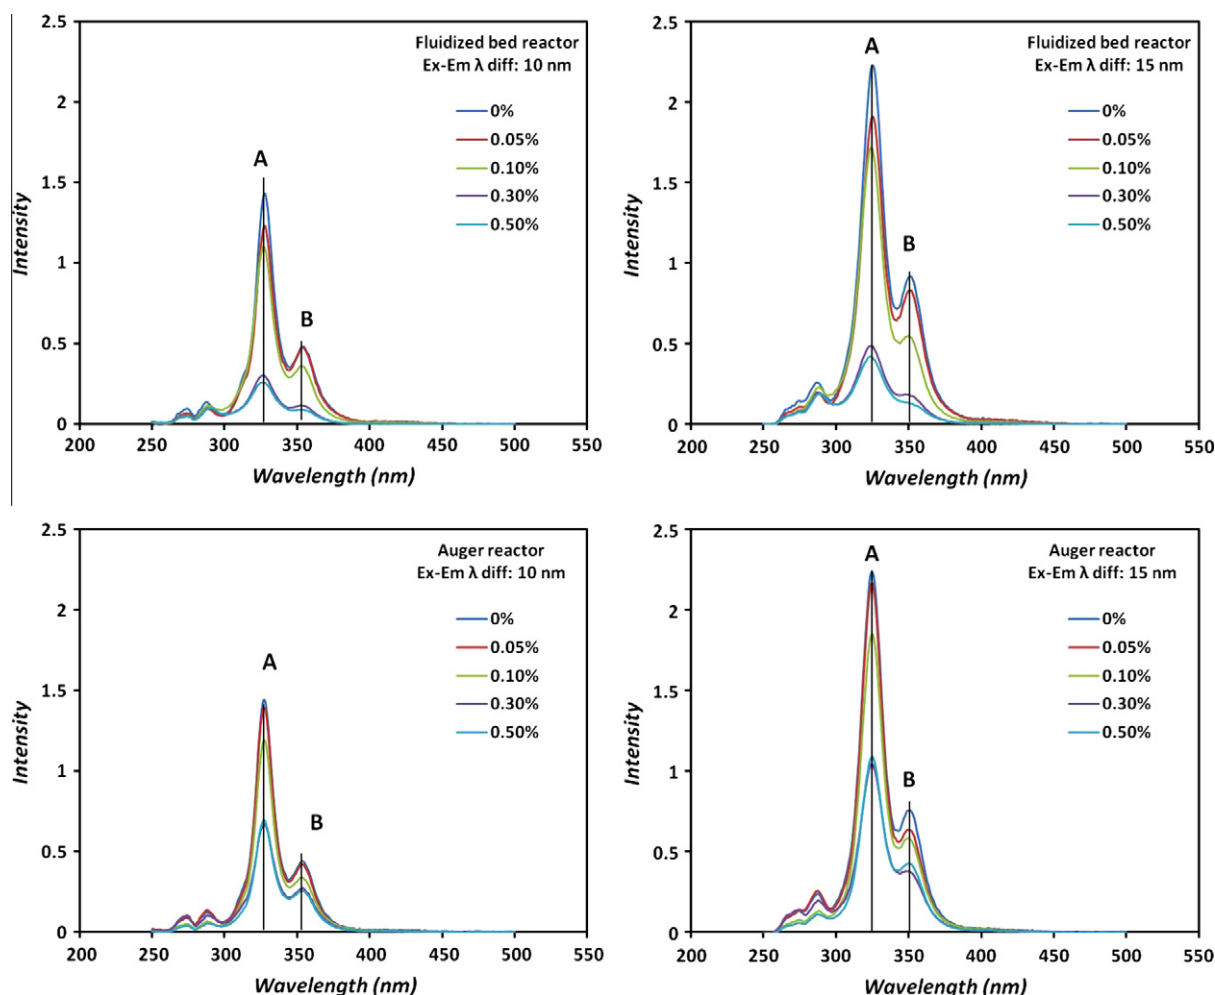 2.5
2
1.5
1
0.5
0
200 250 300 350 400 450 500 550
Intensity
Wavelength (nm)
Fluidized bed reactor
Ex-Em λ diff: 10 nm
0%
0.05%
0.10%
0.30%
0.50%
A
B
2.5
2
1.5
1
0.5
0
200 250 300 350 400 450 500 550
Intensity
Wavelength (nm)
Fluidized bed reactor
Ex-Em λ diff: 15 nm
0%
0.05%
0.10%
0.30%
0.50%
A
B
2.5
2
1.5
1
0.5
0
200 250 300 350 400 450 500 550
Intensity
Wavelength (nm)
Auger reactor
Ex-Em λ diff: 10 nm
0%
0.05%
0.10%
0.30%
0.50%
A
B
2.5
2
1.5
1
0.5
0
200 250 300 350 400 450 500 550
Intensity
Wavelength (nm)
Auger reactor
Ex-Em λ diff: 15 nm
0%
0.05%
0.10%
0.30%
0.50%
A
B